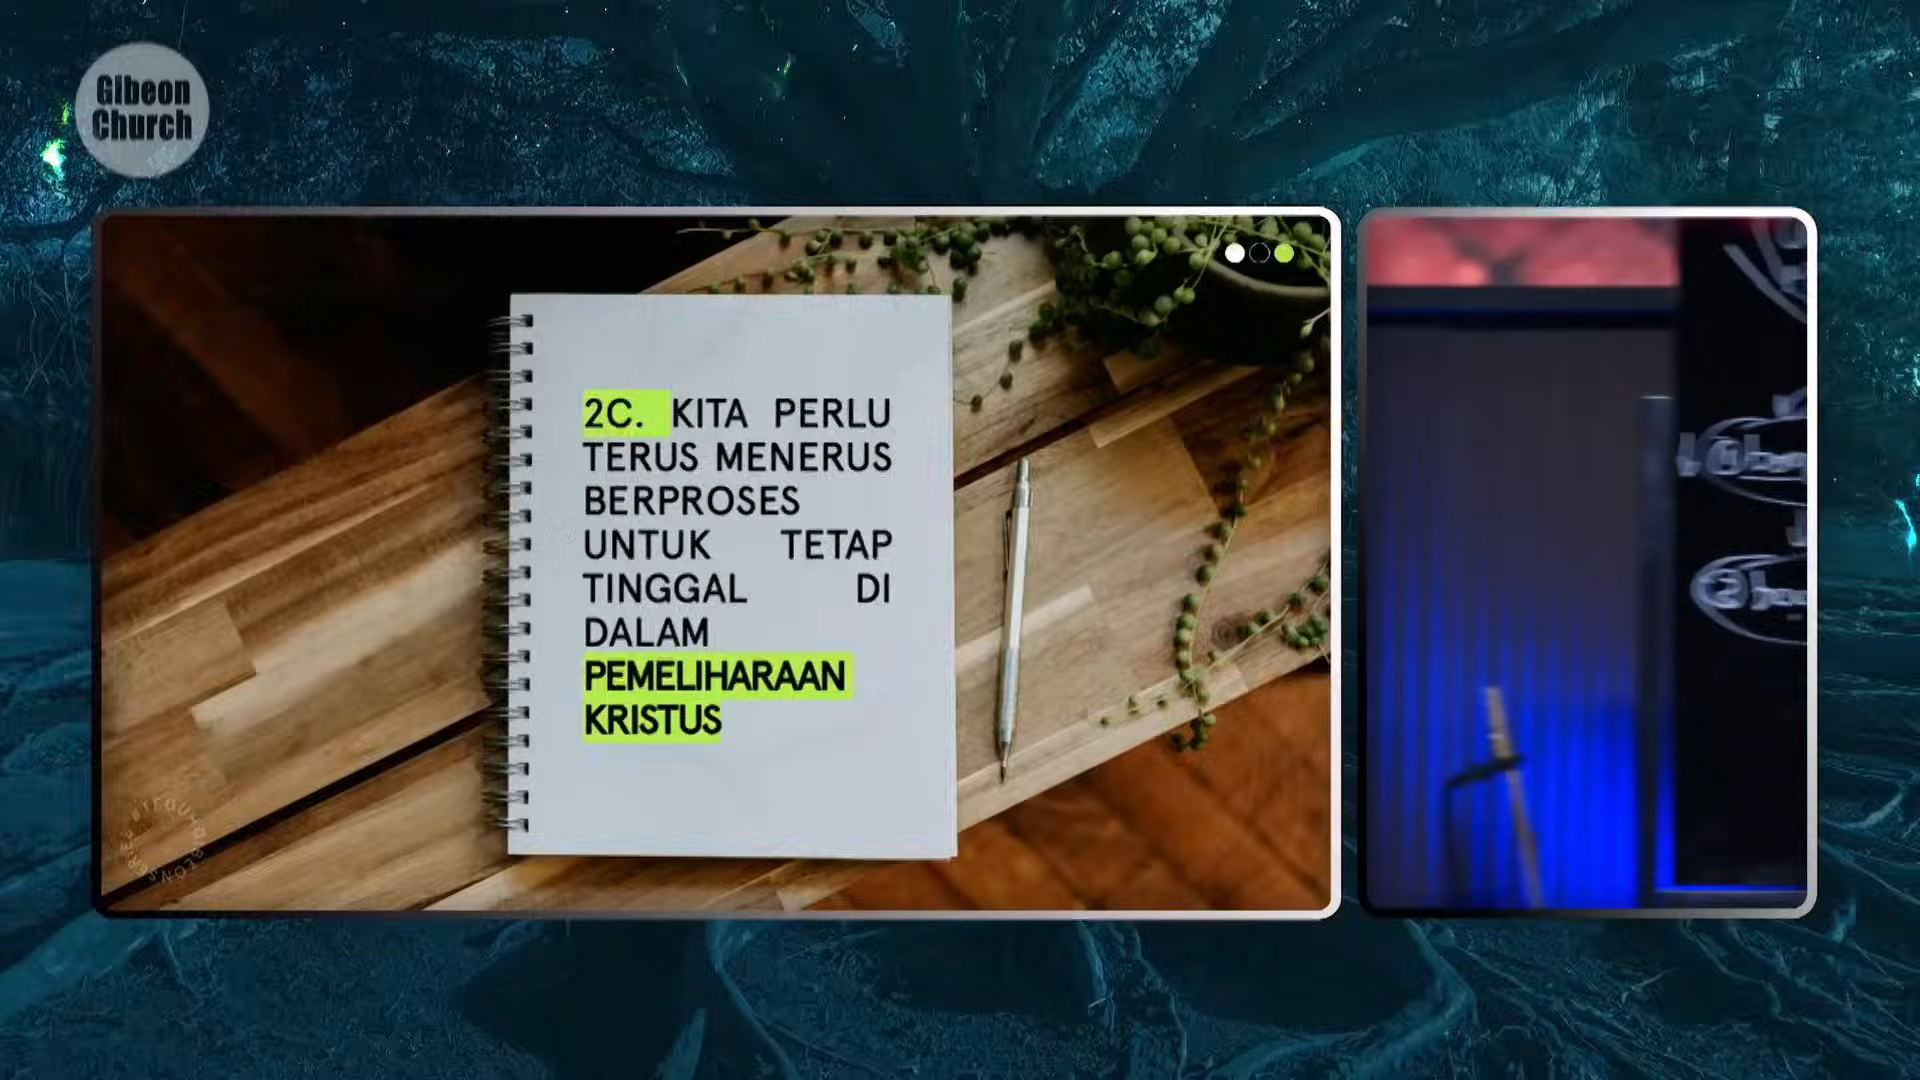 Gibeon
Church
2C. KITA PERLU
TERUS MENERUS
BERPROSES
UNTUK TETAP
TINGGAL DI
DALAM
PEMELIHARAAN
KRISTUS